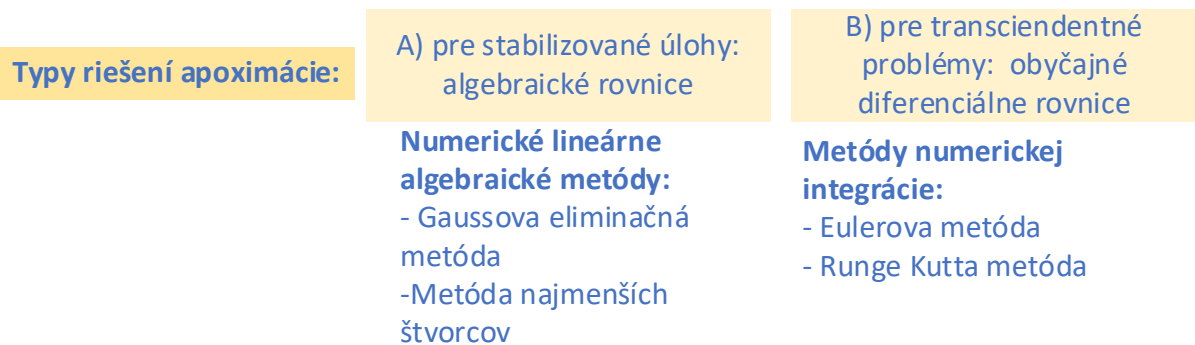 Typy riešení apoximácie:
A) pre stabilizované úlohy:
algebraické rovnice
B) pre transciendentné
problémy: obyčajné
diferenciálne rovnice
Numerické lineárne
algebraické metódy:
- Gaussova eliminačná
metóda
-Metóda najmenších
štvorcov
Metódy numerickej
integrácie:
- Eulerova metóda
- Runge Kutta metóda